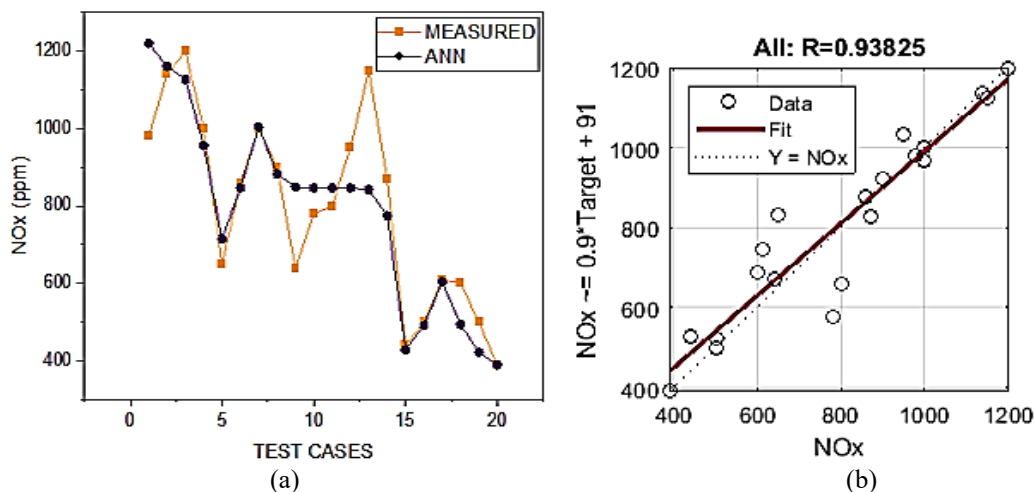 MEASURED
ANN
1200
1000
800
600
400
NOx (ppm)
0 5 10 15 20
TEST CASES
(a)
All: R=0.93825
Data
Fit
Y = NOx
1200
1000
800
600
400
NOx ~= 0.9*Target + 91
400 600 800 1000 1200
NOx
(b)